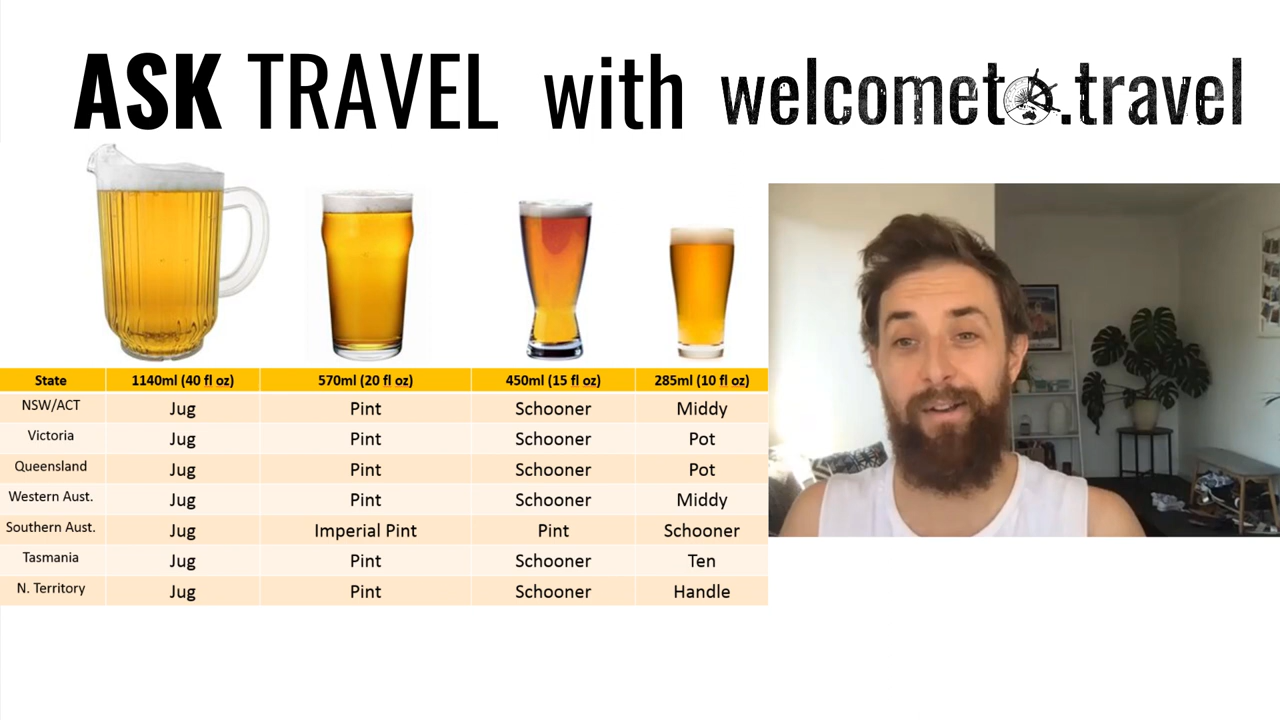 ASK TRAVEL with welcometo.travel
State 1140ml (40 fl oz) 570ml (20 fl oz) 450ml (15 fl oz) 285ml (10 fl oz)
NSW/ACT Jug Pint Schooner Middy
Victoria Jug Pint Schooner Pot
Queensland Jug Pint Schooner Pot
Western Aust. Jug Pint Schooner Middy
Southern Aust. Jug Imperial Pint Pint Schooner
Tasmania Jug Pint Schooner Ten
N. Territory Jug Pint Schooner Handle